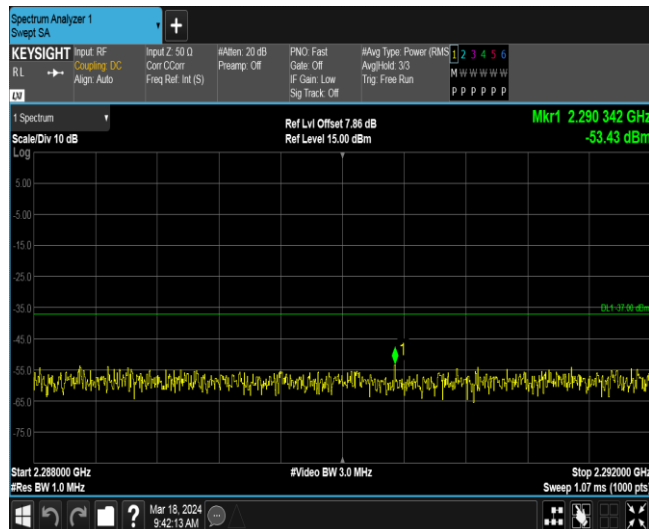 Spectrum Analyzer 1
Swept SA
KEYSIGHT
RL
LXI
Input: RF
Coupling: DC
Align: Auto
Input Z: 50 Ω
Corr CCorr
Freq Ref: Int (S)
#Atten: 20 dB
Preamp: Off
PNO: Fast
Gate: Off
IF Gain: Low
Sig Track: Off
#Avg Type: Power (RMS
Avg|Hold: 3/3
Trig: Free Run
1 2 3 4 5 6
M W W W W W
P P P P P P
1 Spectrum
Scale/Div 10 dB
Log
Ref Lvl Offset 7.86 dB
Ref Level 15.00 dBm
Mkr1 2.290 342 GHz
-53.43 dBm
5.00
-5.00
-15.0
-25.0
-35.0
DL1 -37.00 dBm
-45.0
1
-55.0
-65.0
-75.0
Start 2.288000 GHz
#Video BW 3.0 MHz
Stop 2.292000 GHz
#Res BW 1.0 MHz
Sweep 1.07 ms (1000 pts)
?
Mar 18, 2024
9:42:13 AM